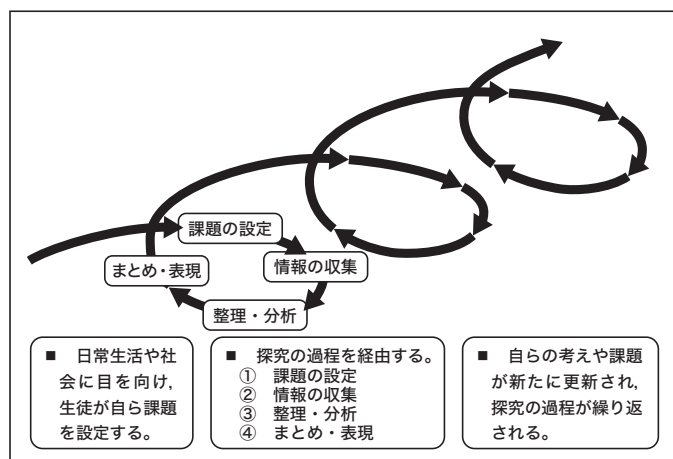 課題の設定
情報の収集
まとめ・表現
整理・分析
■ 日常生活や社
会に目を向け,
生徒が自ら課題
を設定する。
■ 探究の過程を経由する。
① 課題の設定
② 情報の収集
③ 整理・分析
④ まとめ・表現
■ 自らの考えや課題
が新たに更新され,
探究の過程が繰り返
される。